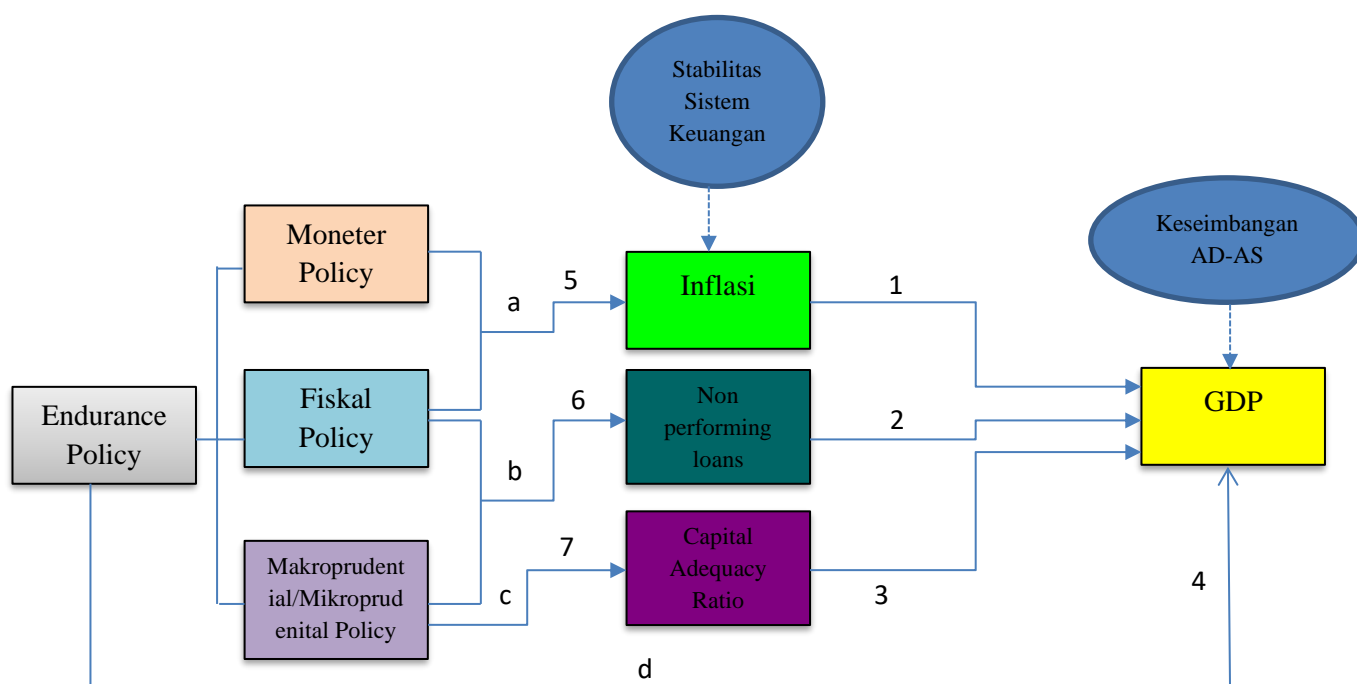 Stabilitas
Sistem
Keuangan
Keseimbangan
AD-AS
Moneter
Policy
a
5
Inflasi
1
Endurance
Policy
Fiskal
Policy
b
6
Non
performing
loans
2
GDP
Makroprudent
ial/Mikroprud
enital Policy
c
7
Capital
Adequacy
Ratio
3
4
d